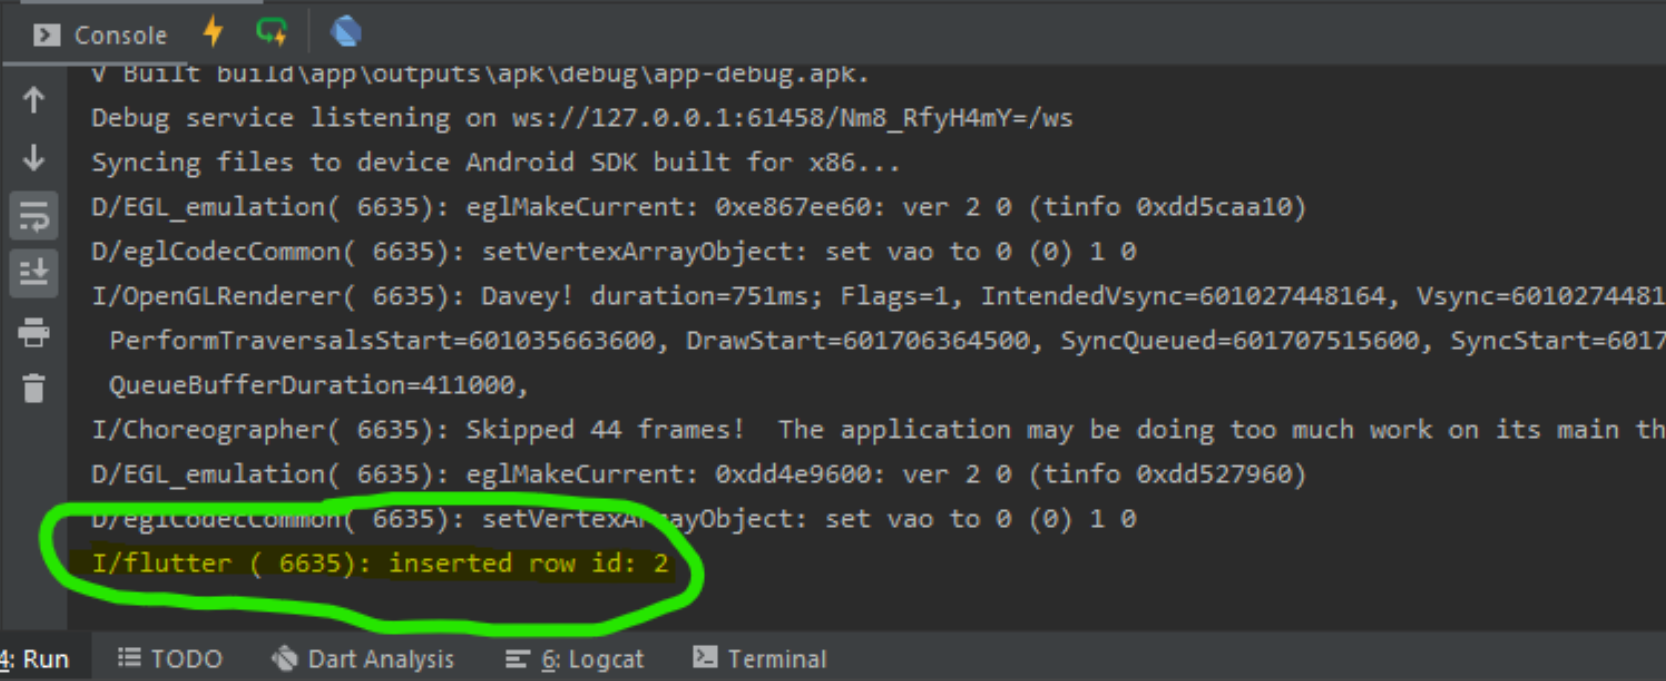 Console
√ Built build\app\outputs\apk\debug\app-debug.apk.
Debug service listening on ws://127.0.0.1:61458/Nm8_RfyH4mY=/ws
Syncing files to device Android SDK built for x86...
D/EGL_emulation( 6635): eglMakeCurrent: 0xe867ee60: ver 2 0 (tinfo 0xdd5caa10)
D/eglCodecCommon( 6635): setVertexArrayObject: set vao to 0 (0) 1 0
I/OpenGLRenderer( 6635): Davey! duration=751ms; Flags=1, IntendedVsync=601027448164, Vsync=6010274481
PerformTraversalsStart=601035663600, DrawStart=601706364500, SyncQueued=601707515600, SyncStart=6017
QueueBufferDuration=411000,
I/Choreographer( 6635): Skipped 44 frames!  The application may be doing too much work on its main th
D/EGL_emulation( 6635): eglMakeCurrent: 0xdd4e9600: ver 2 0 (tinfo 0xdd527960)
D/eglCodecCommon( 6635): setVertexArrayObject: set vao to 0 (0) 1 0
I/flutter ( 6635): inserted row id: 2
4: Run TODO Dart Analysis 6: Logcat Terminal